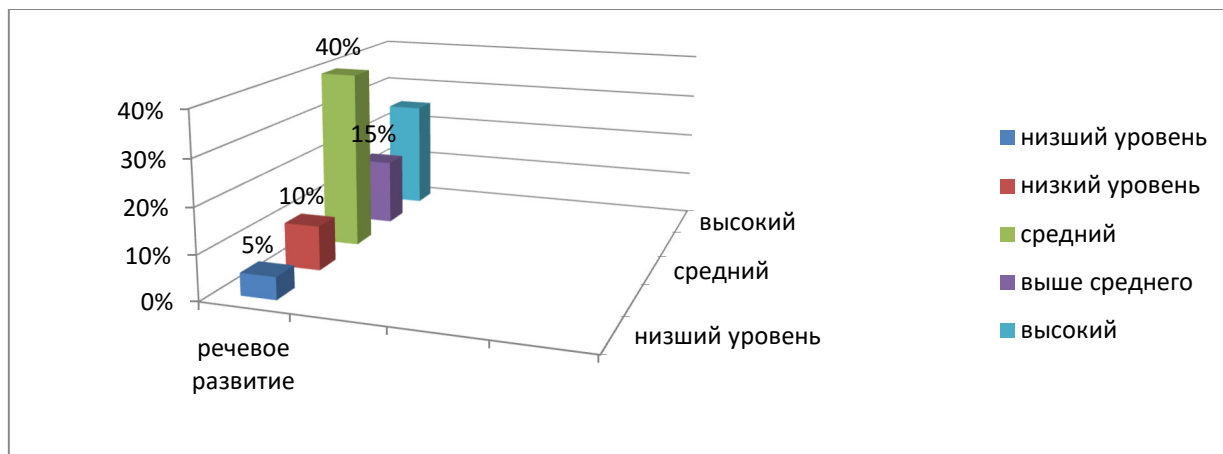 40%
15%
10%
5%
40%
30%
20%
10%
0%
речевое
развитие
высокий
средний
низший уровень
низший уровень
низкий уровень
средний
выше среднего
высокий